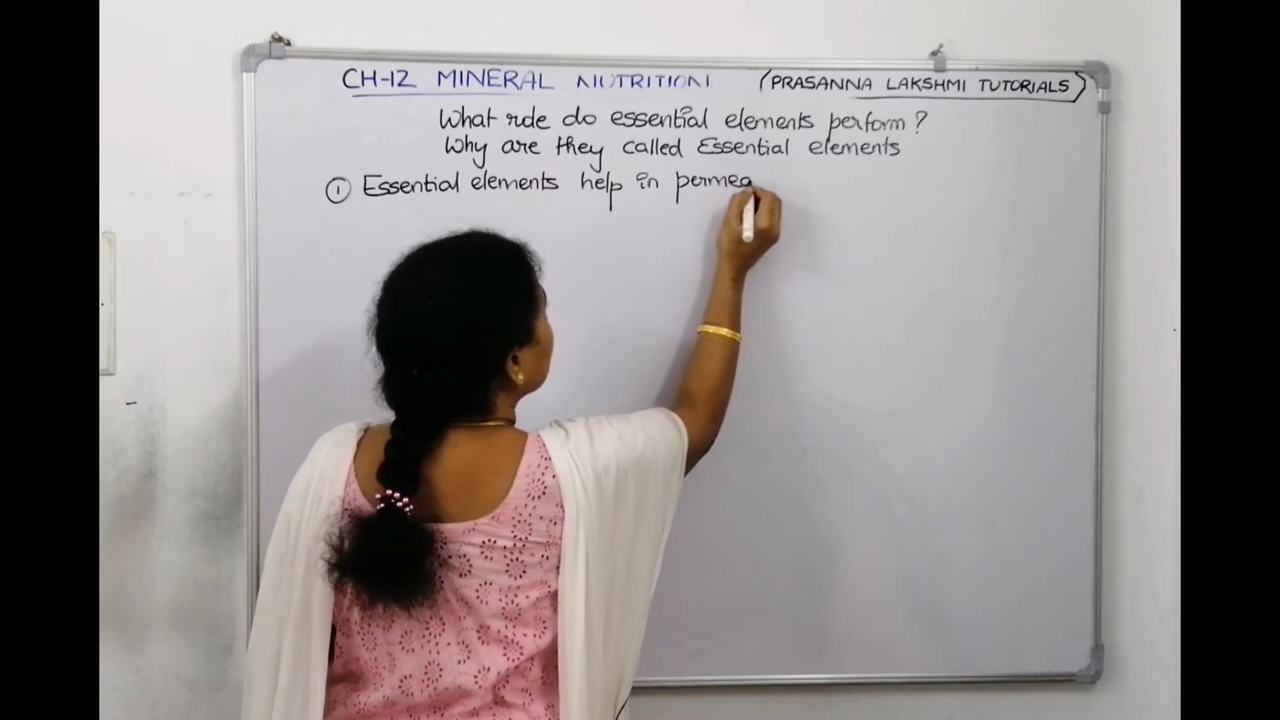 CH-12 MINERAL NUTRITION (PRASANNA LAKSHMI TUTORIALS)
What role do essential elements perform?
Why are they called Essential elements
① Essential elements help in permea